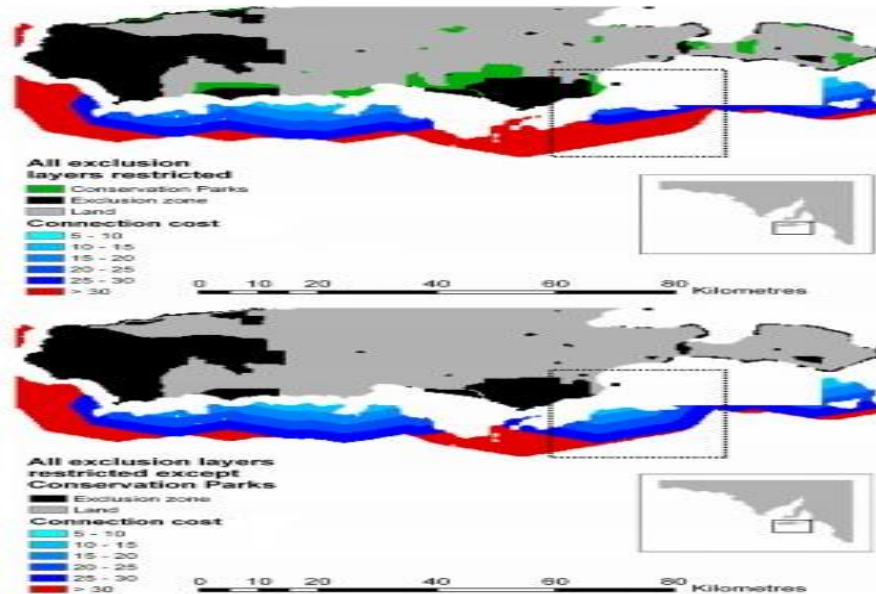 All exclusion
layers restricted
Conservation Parks
Exclusion zone
Land
Connection cost
5 - 10
10 - 15
15 - 20
20 - 25
25 - 30
> 30
0 20 40 60 80
Kilometres
All exclusion layers
restricted except
Conservation Parks
Exclusion zone
Land
Connection cost
5 - 10
10 - 15
15 - 20
20 - 25
25 - 30
> 30
0 20 40 60 80
Kilometres